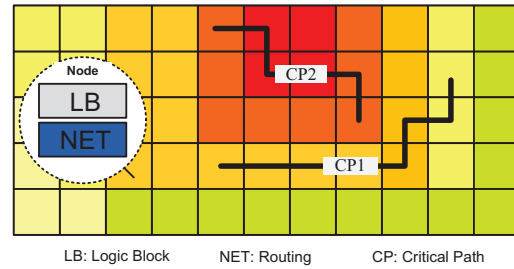 Node
LB
NET
CP2
CP1
LB: Logic Block NET: Routing CP: Critical Path